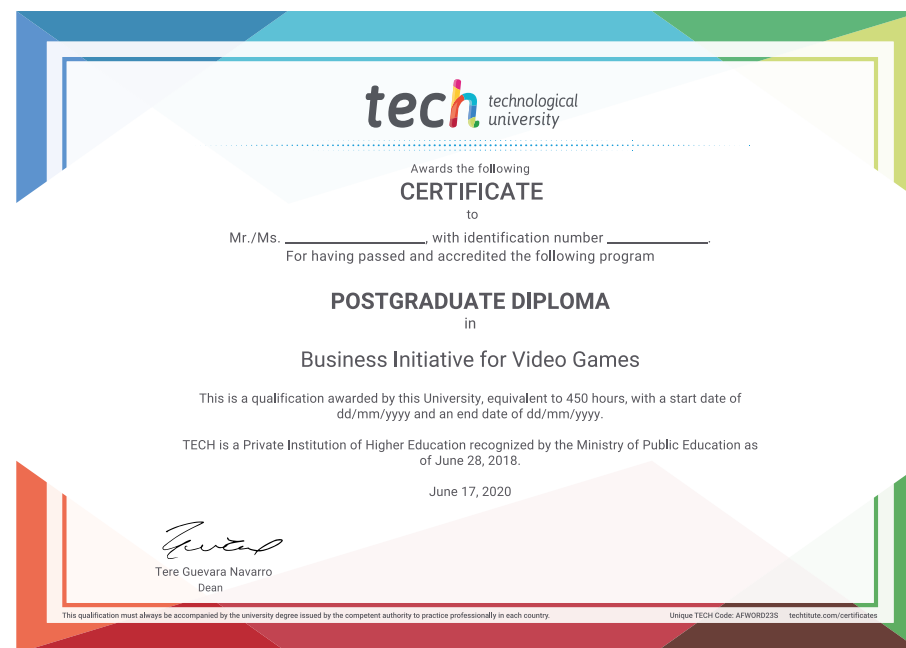 tech technological
university
Awards the following
CERTIFICATE
to
Mr./Ms. ____________________, with identification number ______________.
For having passed and accredited the following program
POSTGRADUATE DIPLOMA
in
Business Initiative for Video Games
This is a qualification awarded by this University, equivalent to 450 hours, with a start date of
dd/mm/yyyy and an end date of dd/mm/yyyy.
TECH is a Private Institution of Higher Education recognized by the Ministry of Public Education as
of June 28, 2018.
June 17, 2020
Tere Guevara Navarro
Dean
This qualification must always be accompanied by the university degree issued by the competent authority to practice professionally in each country. Unique TECH Code: AFWORD23S techtitute.com/certificates